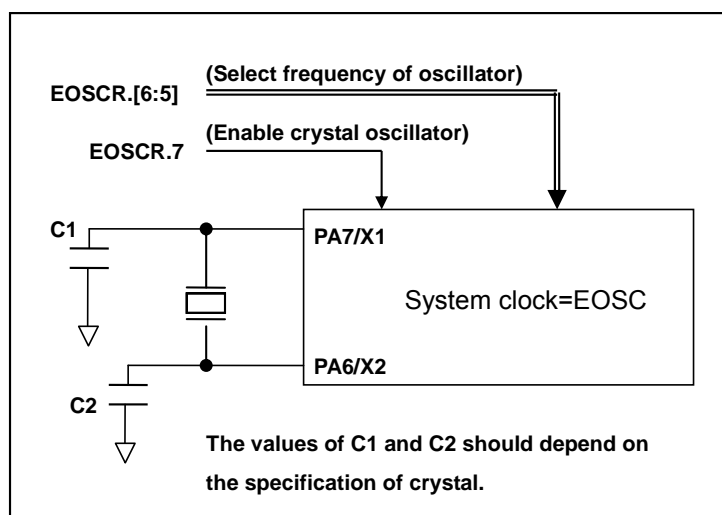 (Select frequency of oscillator)
EOSCR.[6:5]
(Enable crystal oscillator)
EOSCR.7
C1
PA7/X1
System clock=EOSC
PA6/X2
C2
The values of C1 and C2 should depend on
the specification of crystal.